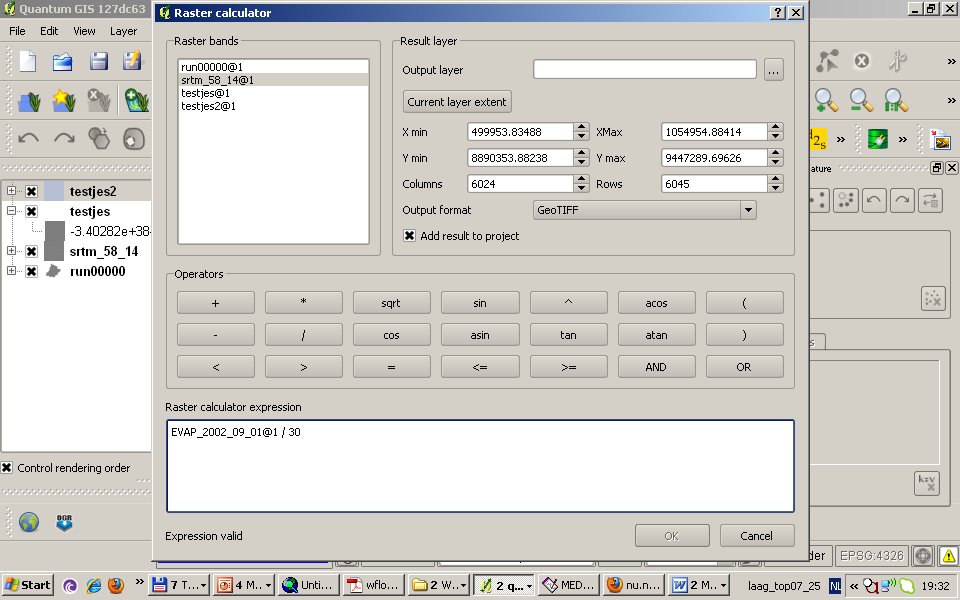 Quantum GIS 127dc63
Raster calculator
File Edit View Layer
Raster bands
run00000@1
srtm_58_14@1
testjes@1
testjes2@1
Result layer
Output layer
...
Current layer extent
X min 499953.83488 XMax 1054954.88414
Y min 8890353.88238 Y max 9447289.69626
Columns 6024 Rows 6045
Output format GeoTIFF
Add result to project
testjes2
testjes
-3.40282e+38
srtm_58_14
run00000
Control rendering order
Operators
+ * sqrt sin ^ acos (
- / cos asin tan atan )
< > = <= >= AND OR
Raster calculator expression
EVAP_2002_09_01@1 / 30
Expression valid
OK Cancel
ature
s
der EPSG:4326
Start » 7 T... 4 M... Unti... wflo... 2 W... 2 q... MED... nu.n... 2 M... laag_top07_25 NL « 19:32